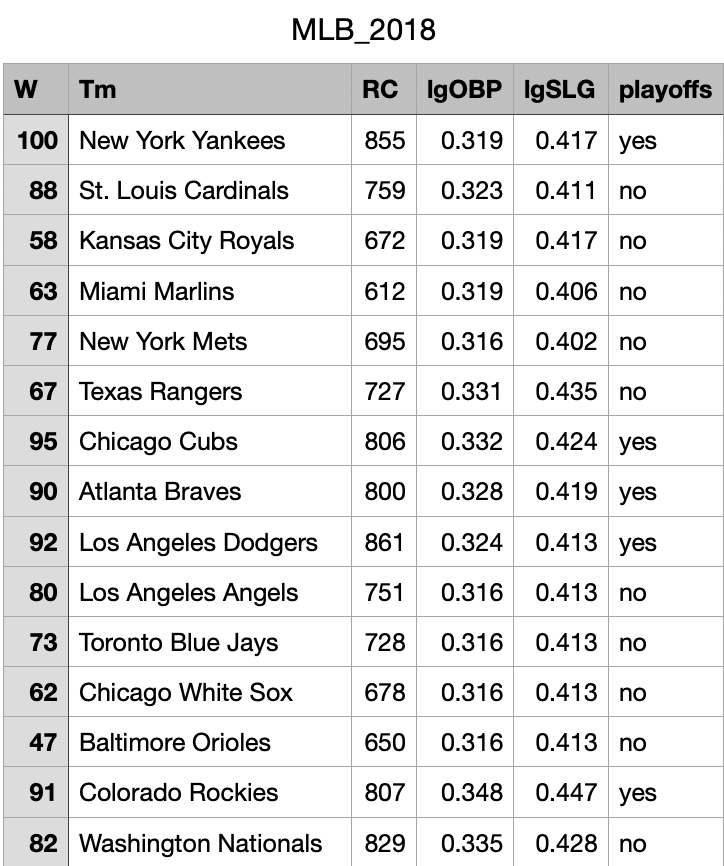 MLB_2018
W Tm RC lgOBP lgSLG playoffs
100 New York Yankees 855 0.319 0.417 yes
88 St. Louis Cardinals 759 0.323 0.411 no
58 Kansas City Royals 672 0.319 0.417 no
63 Miami Marlins 612 0.319 0.406 no
77 New York Mets 695 0.316 0.402 no
67 Texas Rangers 727 0.331 0.435 no
95 Chicago Cubs 806 0.332 0.424 yes
90 Atlanta Braves 800 0.328 0.419 yes
92 Los Angeles Dodgers 861 0.324 0.413 yes
80 Los Angeles Angels 751 0.316 0.413 no
73 Toronto Blue Jays 728 0.316 0.413 no
62 Chicago White Sox 678 0.316 0.413 no
47 Baltimore Orioles 650 0.316 0.413 no
91 Colorado Rockies 807 0.348 0.447 yes
82 Washington Nationals 829 0.335 0.428 no